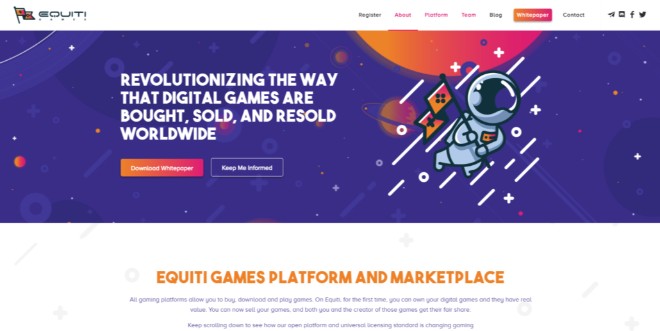 EQUITI
GAMES
Register About Platform Team Blog Whitepaper Contact
REVOLUTIONIZING THE WAY
THAT DIGITAL GAMES ARE
BOUGHT, SOLD, AND RESOLD
WORLDWIDE
Download Whitepaper Keep Me Informed
EQUITI GAMES PLATFORM AND MARKETPLACE
All gaming platforms allow you to buy, download and play games. On Equiti, for the first time, you can own your digital games and they have real
value. You can now sell your games, and both you and the creator of those games get their fair share.
Keep scrolling down to see how our open platform and universal licensing standard is changing gaming